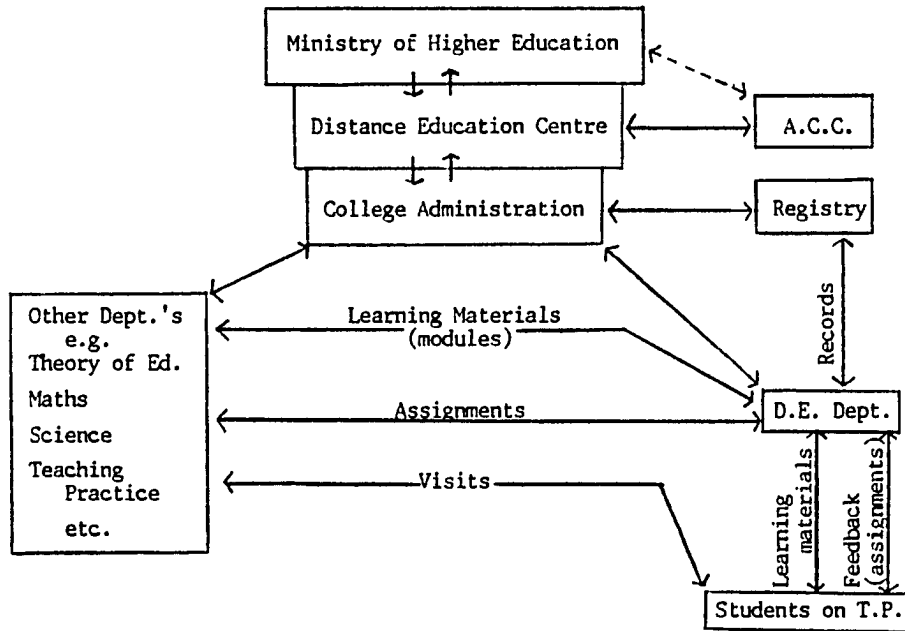 Ministry of Higher Education
Distance Education Centre
A.C.C.
College Administration
Registry
Records
Other Dept.'s
e.g.
Theory of Ed.
Maths
Science
Teaching
Practice
etc.
Learning Materials
(modules)
Assignments
Visits
D.E. Dept.
Learning
materials
Feedback
(assignments)
Students on T.P.